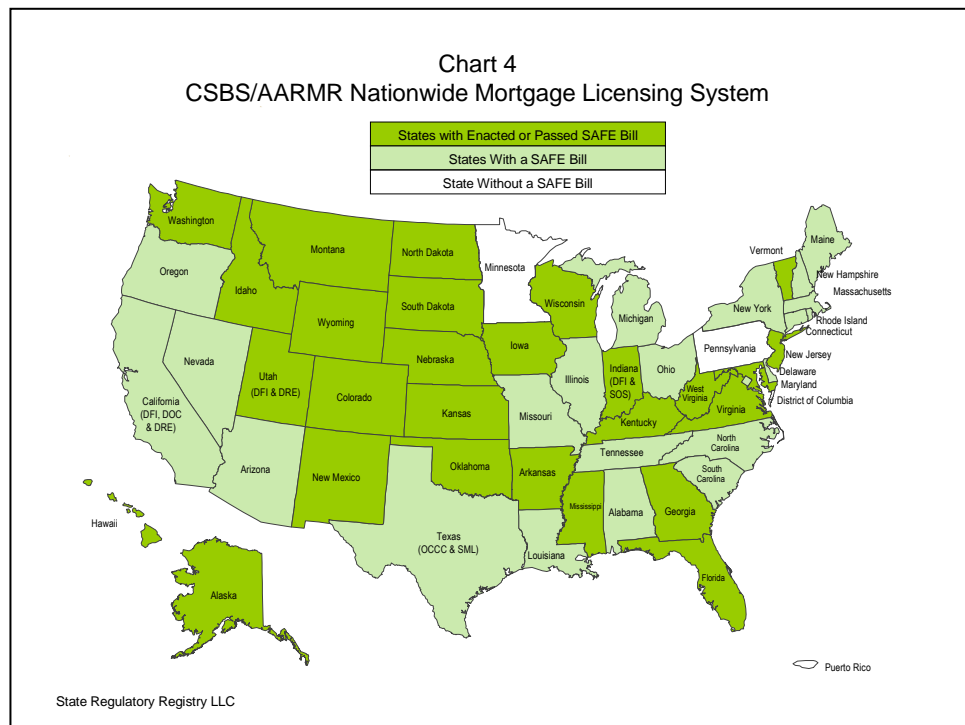 Chart 4
CSBS/AARMR Nationwide Mortgage Licensing System
States with Enacted or Passed SAFE Bill
States With a SAFE Bill
State Without a SAFE Bill
Washington
Oregon
California
(DFI, DOC
& DRE)
Nevada
Idaho
Montana
Wyoming
Utah
(DFI & DRE)
Colorado
Arizona
New Mexico
North Dakota
South Dakota
Nebraska
Kansas
Oklahoma
Texas
(OCCC & SML)
Minnesota
Iowa
Missouri
Arkansas
Louisiana
Wisconsin
Illinois
Michigan
Indiana
(DFI &
SOS)
Ohio
Kentucky
Tennessee
Mississippi
Alabama
Georgia
Florida
South
Carolina
North
Carolina
Virginia
West
Virginia
Pennsylvania
New York
Vermont
Maine
New Hampshire
Massachusetts
Rhode Island
Connecticut
New Jersey
Delaware
Maryland
District of Columbia
Hawaii
Alaska
Puerto Rico
State Regulatory Registry LLC